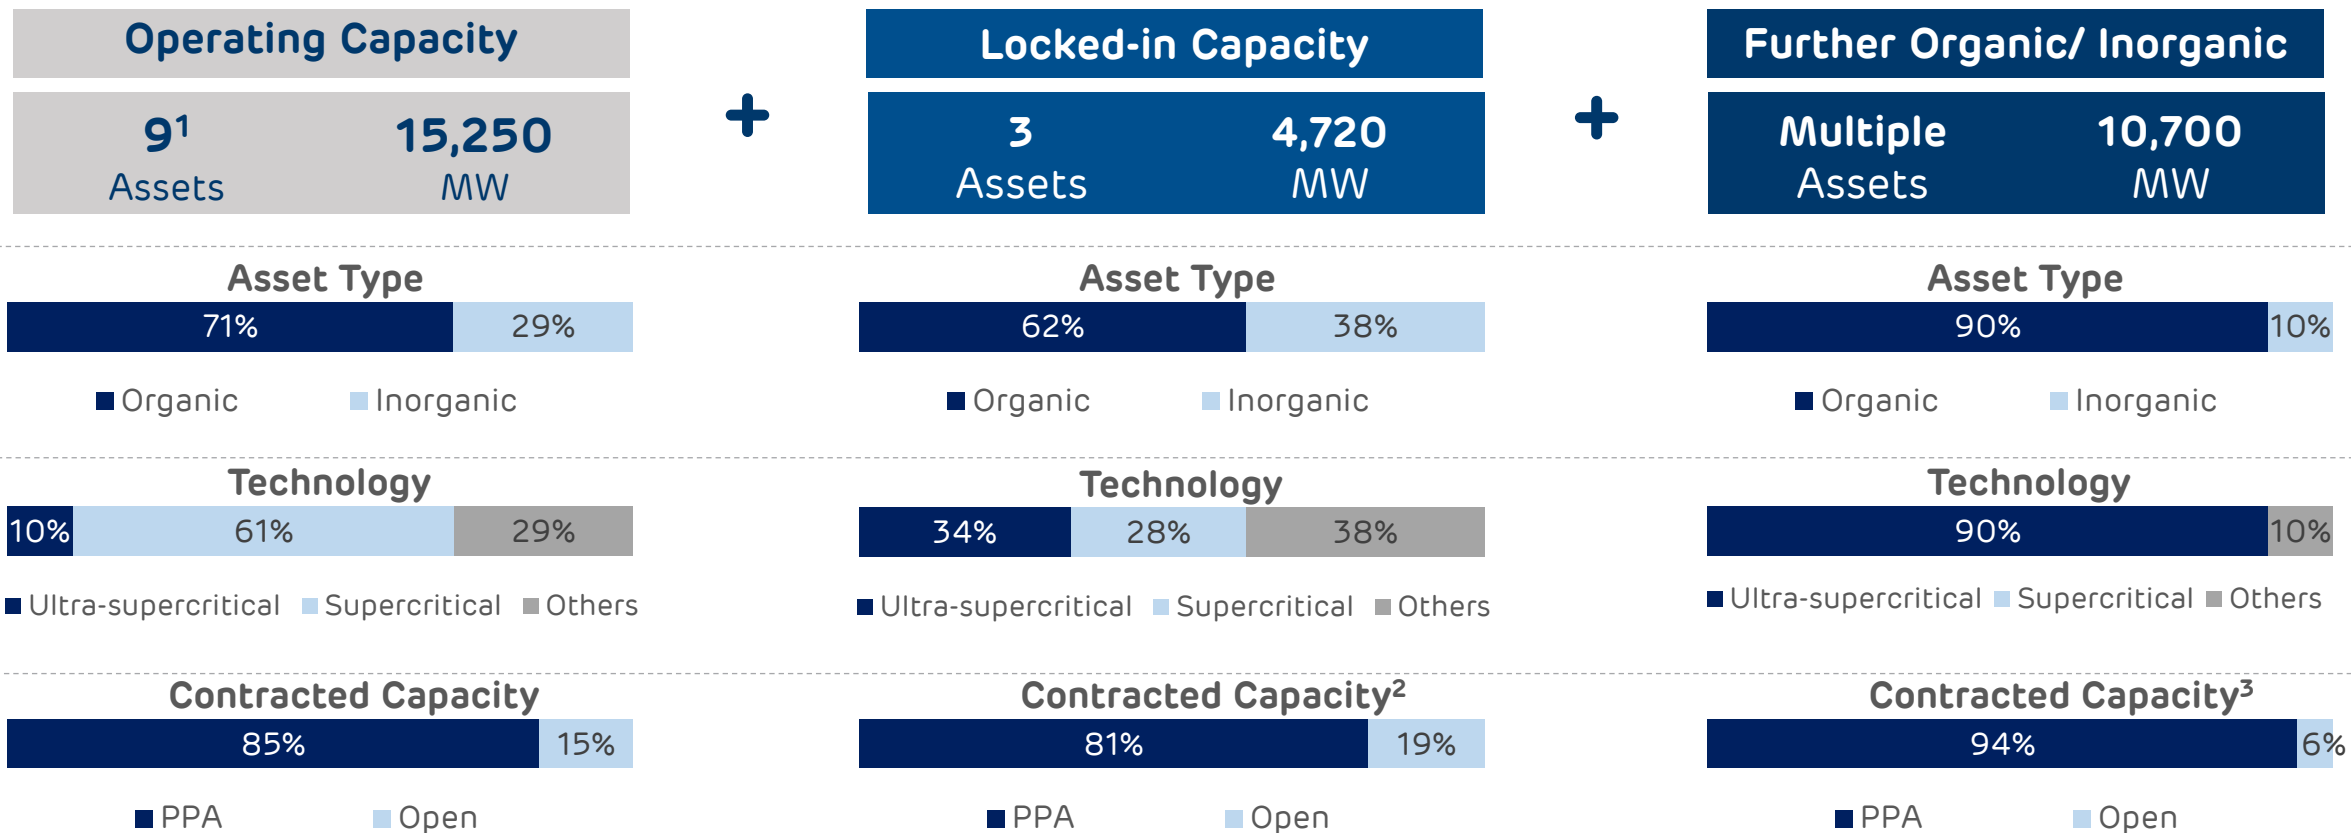 Operating Capacity
9¹ 15,250
Assets MW
+
Locked-in Capacity
3 4,720
Assets MW
+
Further Organic/ Inorganic
Multiple 10,700
Assets MW
Asset Type
71% 29%
Organic Inorganic
Asset Type
62% 38%
Organic Inorganic
Asset Type
90% 10%
Organic Inorganic
Technology
10% 61% 29%
Ultra-supercritical Supercritical Others
Technology
34% 28% 38%
Ultra-supercritical Supercritical Others
Technology
90% 10%
Ultra-supercritical Supercritical Others
Contracted Capacity
85% 15%
PPA Open
Contracted Capacity²
81% 19%
PPA Open
Contracted Capacity³
94% 6%
PPA Open